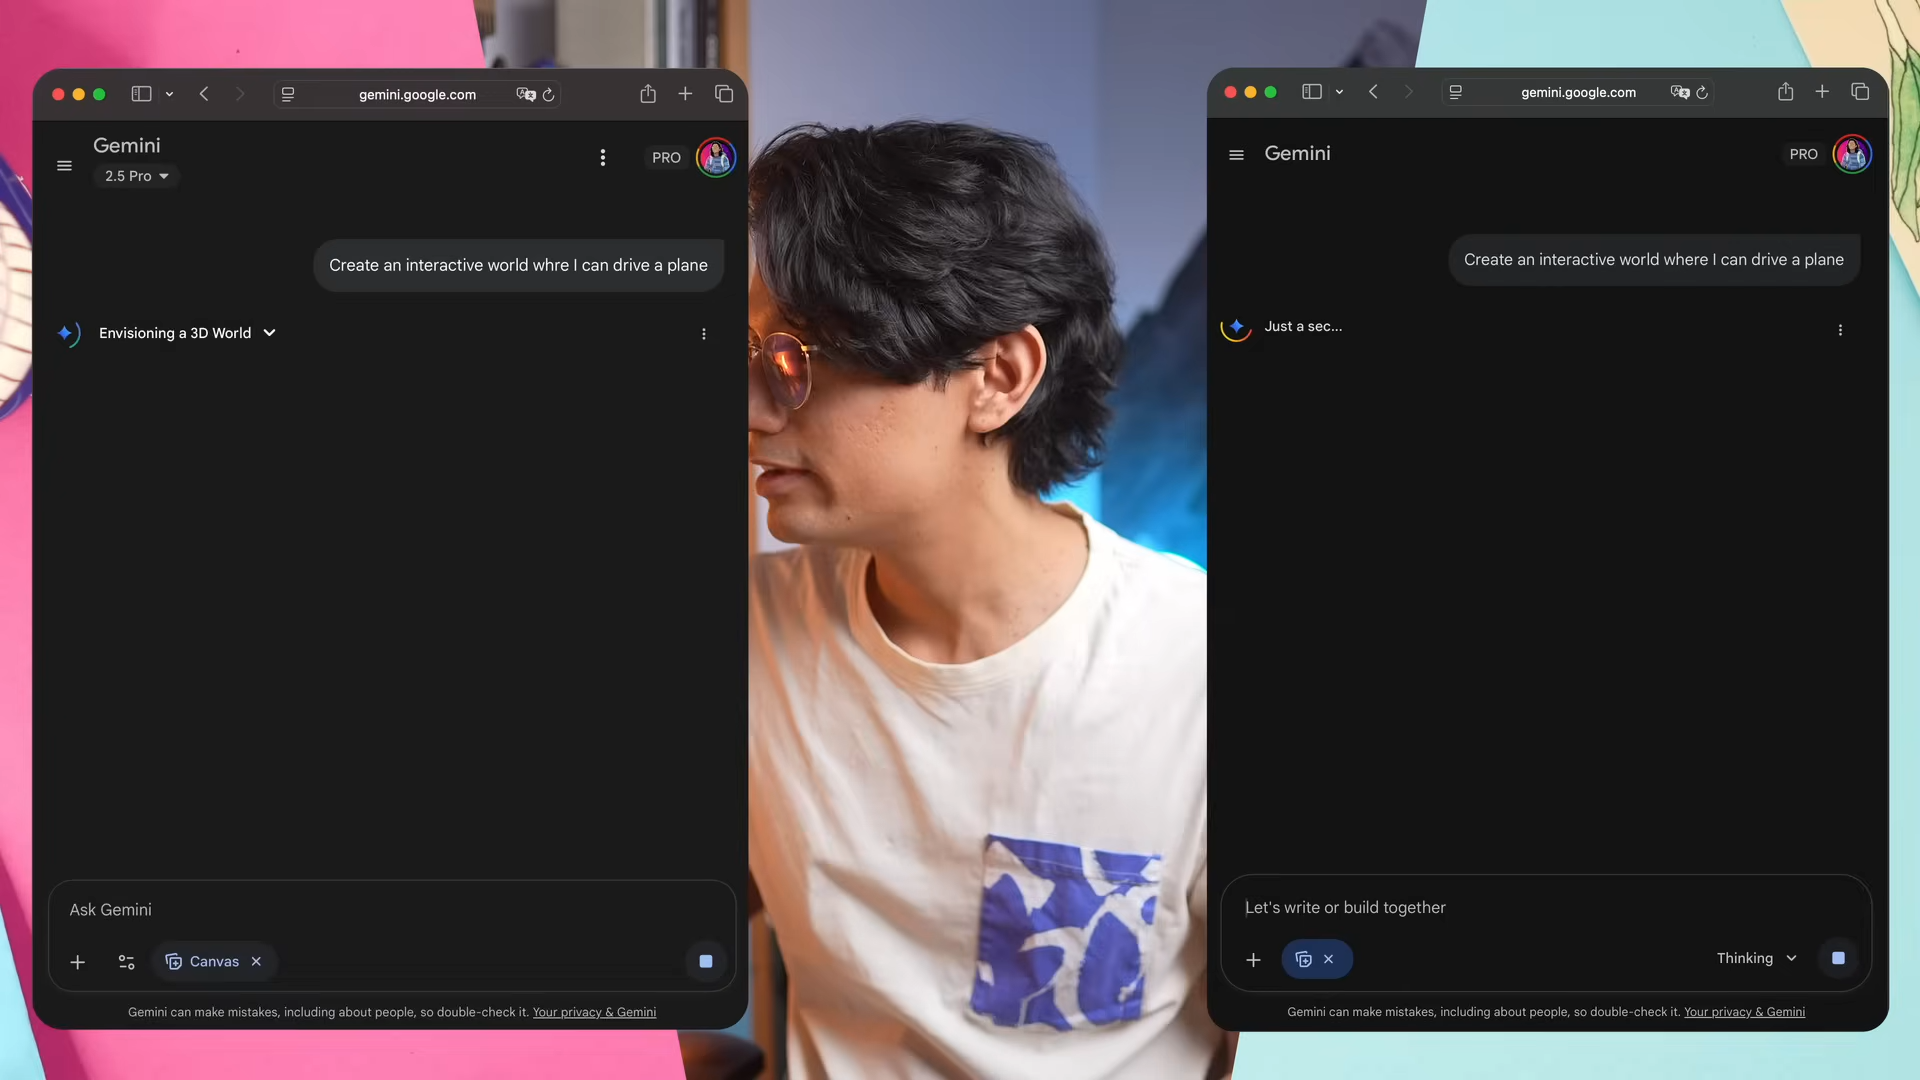 gemini.google.com
Gemini
2.5 Pro
PRO
Create an interactive world whre I can drive a plane
Envisioning a 3D World
Ask Gemini
Canvas
Gemini can make mistakes, including about people, so double-check it. Your privacy & Gemini
gemini.google.com
Gemini
PRO
Create an interactive world where I can drive a plane
Just a sec...
Let's write or build together
Thinking
Gemini can make mistakes, including about people, so double-check it. Your privacy & Gemini